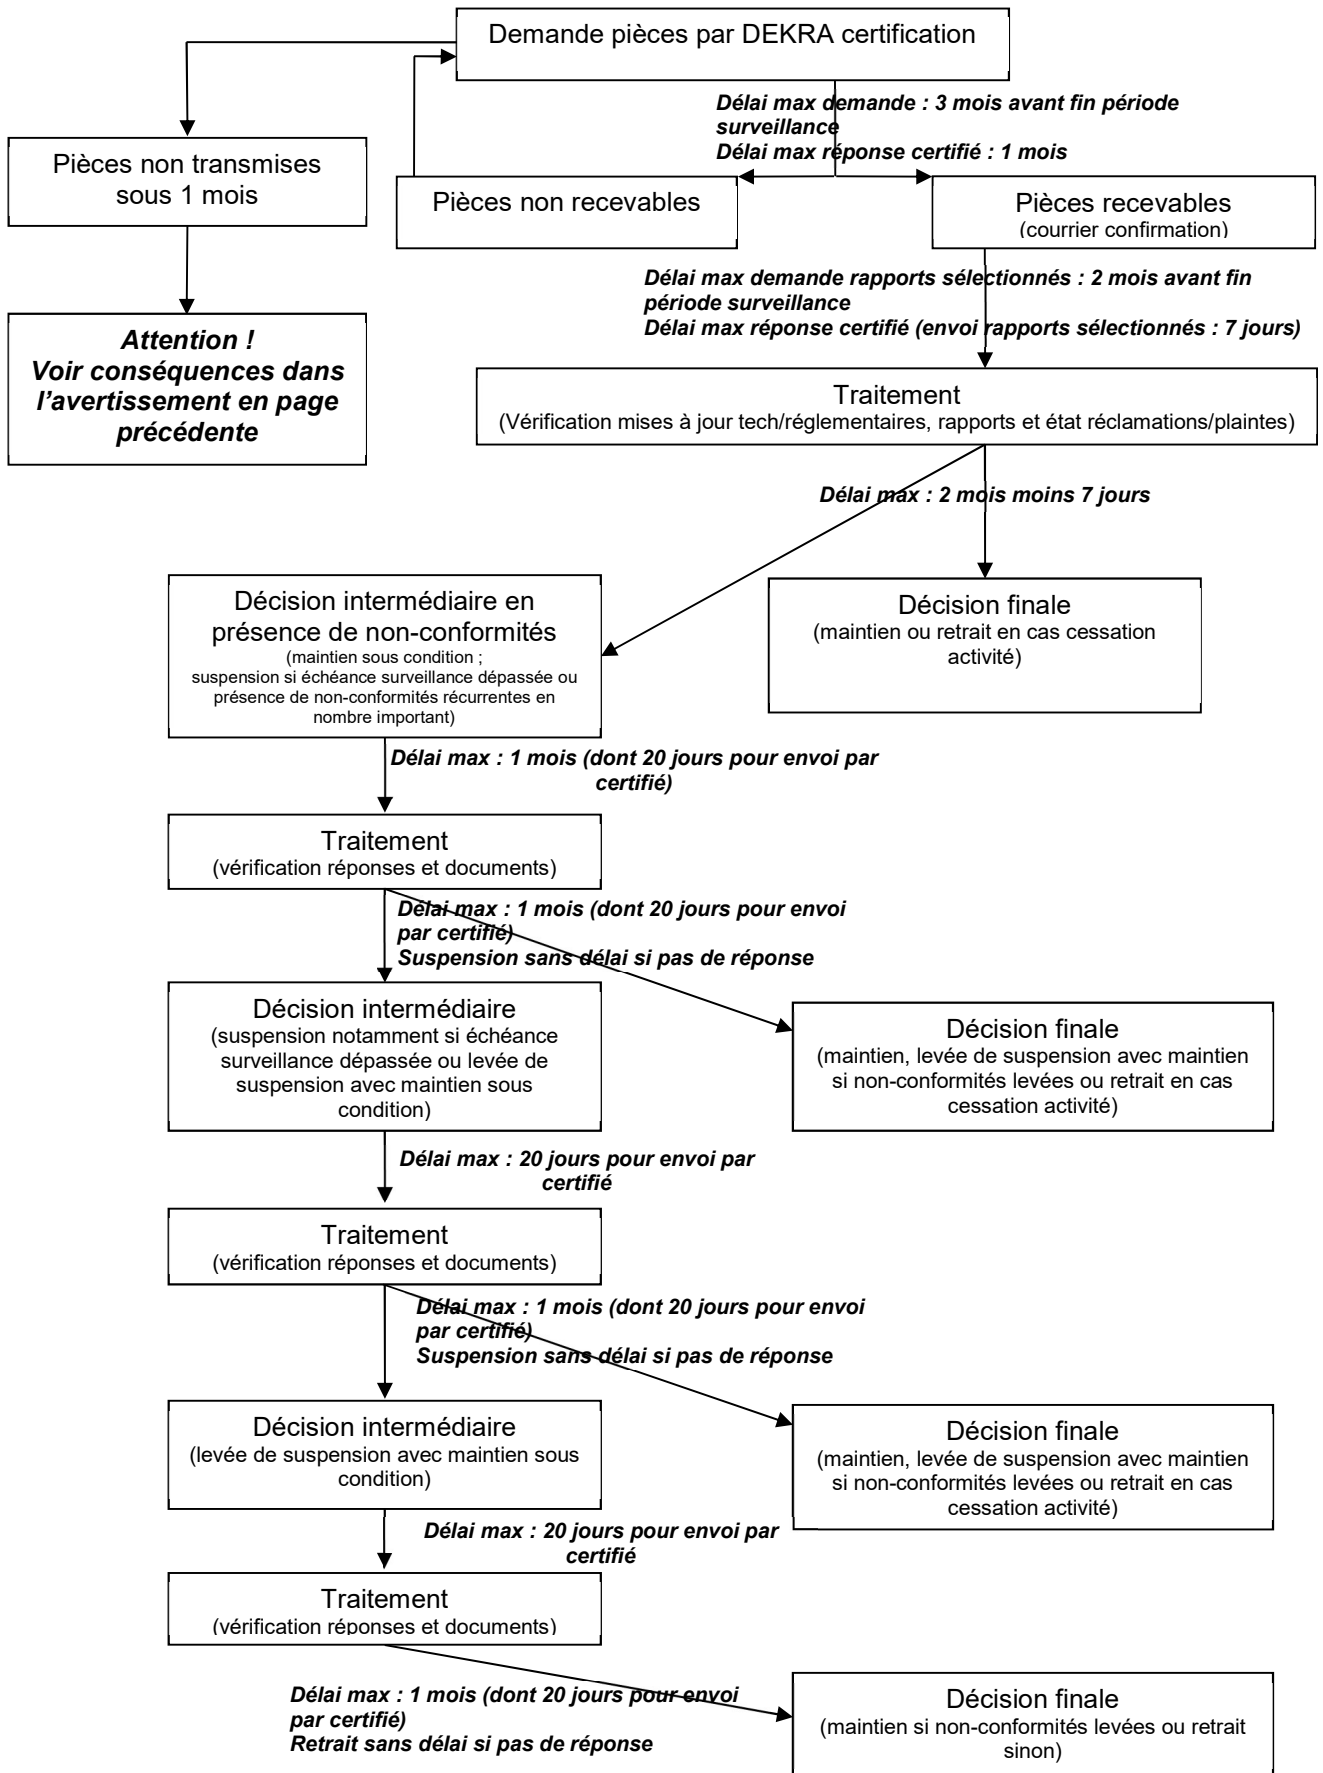 Demande pièces par DEKRA certification
Délai max demande : 3 mois avant fin période
surveillance
Délai max réponse certifié : 1 mois
Pièces non transmises
sous 1 mois
Pièces non recevables
Pièces recevables
(courrier confirmation)
Délai max demande rapports sélectionnés : 2 mois avant fin
période surveillance
Délai max réponse certifié (envoi rapports sélectionnés : 7 jours)
Attention !
Voir conséquences dans
l’avertissement en page
précédente
Traitement
(Vérification mises à jour tech/réglementaires, rapports et état réclamations/plaintes)
Délai max : 2 mois moins 7 jours
Décision intermédiaire en
présence de non-conformités
(maintien sous condition ;
suspension si échéance surveillance dépassée ou
présence de non-conformités récurrentes en
nombre important)
Décision finale
(maintien ou retrait en cas cessation
activité)
Délai max : 1 mois (dont 20 jours pour envoi par
certifié)
Traitement
(vérification réponses et documents)
Délai max : 1 mois (dont 20 jours pour envoi
par certifié)
Suspension sans délai si pas de réponse
Décision intermédiaire
(suspension notamment si échéance
surveillance dépassée ou levée de
suspension avec maintien sous
condition)
Décision finale
(maintien, levée de suspension avec maintien
si non-conformités levées ou retrait en cas
cessation activité)
Délai max : 20 jours pour envoi par
certifié
Traitement
(vérification réponses et documents)
Délai max : 1 mois (dont 20 jours pour envoi
par certifié)
Suspension sans délai si pas de réponse
Décision intermédiaire
(levée de suspension avec maintien sous
condition)
Décision finale
(maintien, levée de suspension avec maintien
si non-conformités levées ou retrait en cas
cessation activité)
Délai max : 20 jours pour envoi par
certifié
Traitement
(vérification réponses et documents)
Délai max : 1 mois (dont 20 jours pour envoi
par certifié)
Retrait sans délai si pas de réponse
Décision finale
(maintien si non-conformités levées ou retrait
sinon)